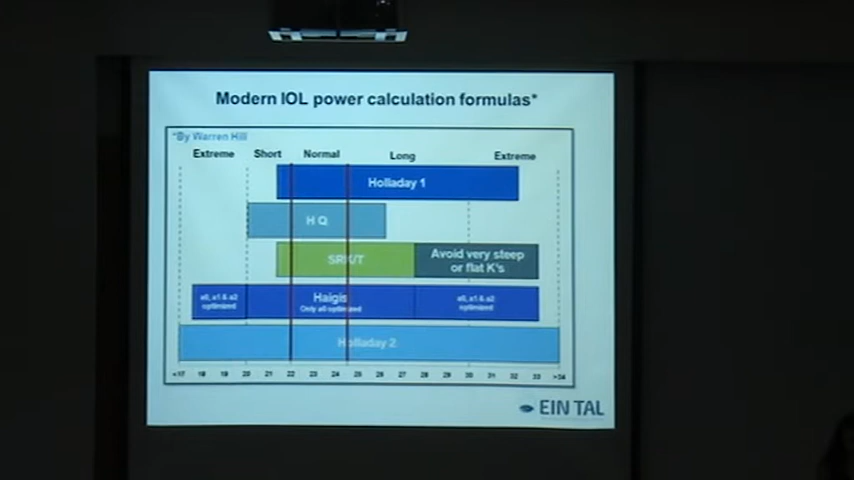 Modern IOL power calculation formulas*
*By Warren Hill
Extreme Short Normal Long Extreme
Holladay 1
H Q
SRK/T
Avoid very steep
or flat K's
a0, a1 & a2
optimized
Haigis
Only a0 optimized
a0, a1 & a2
optimized
Holladay 2
<17 18 19 20 21 22 23 24 25 26 27 28 29 30 31 32 33 >34
EIN TAL